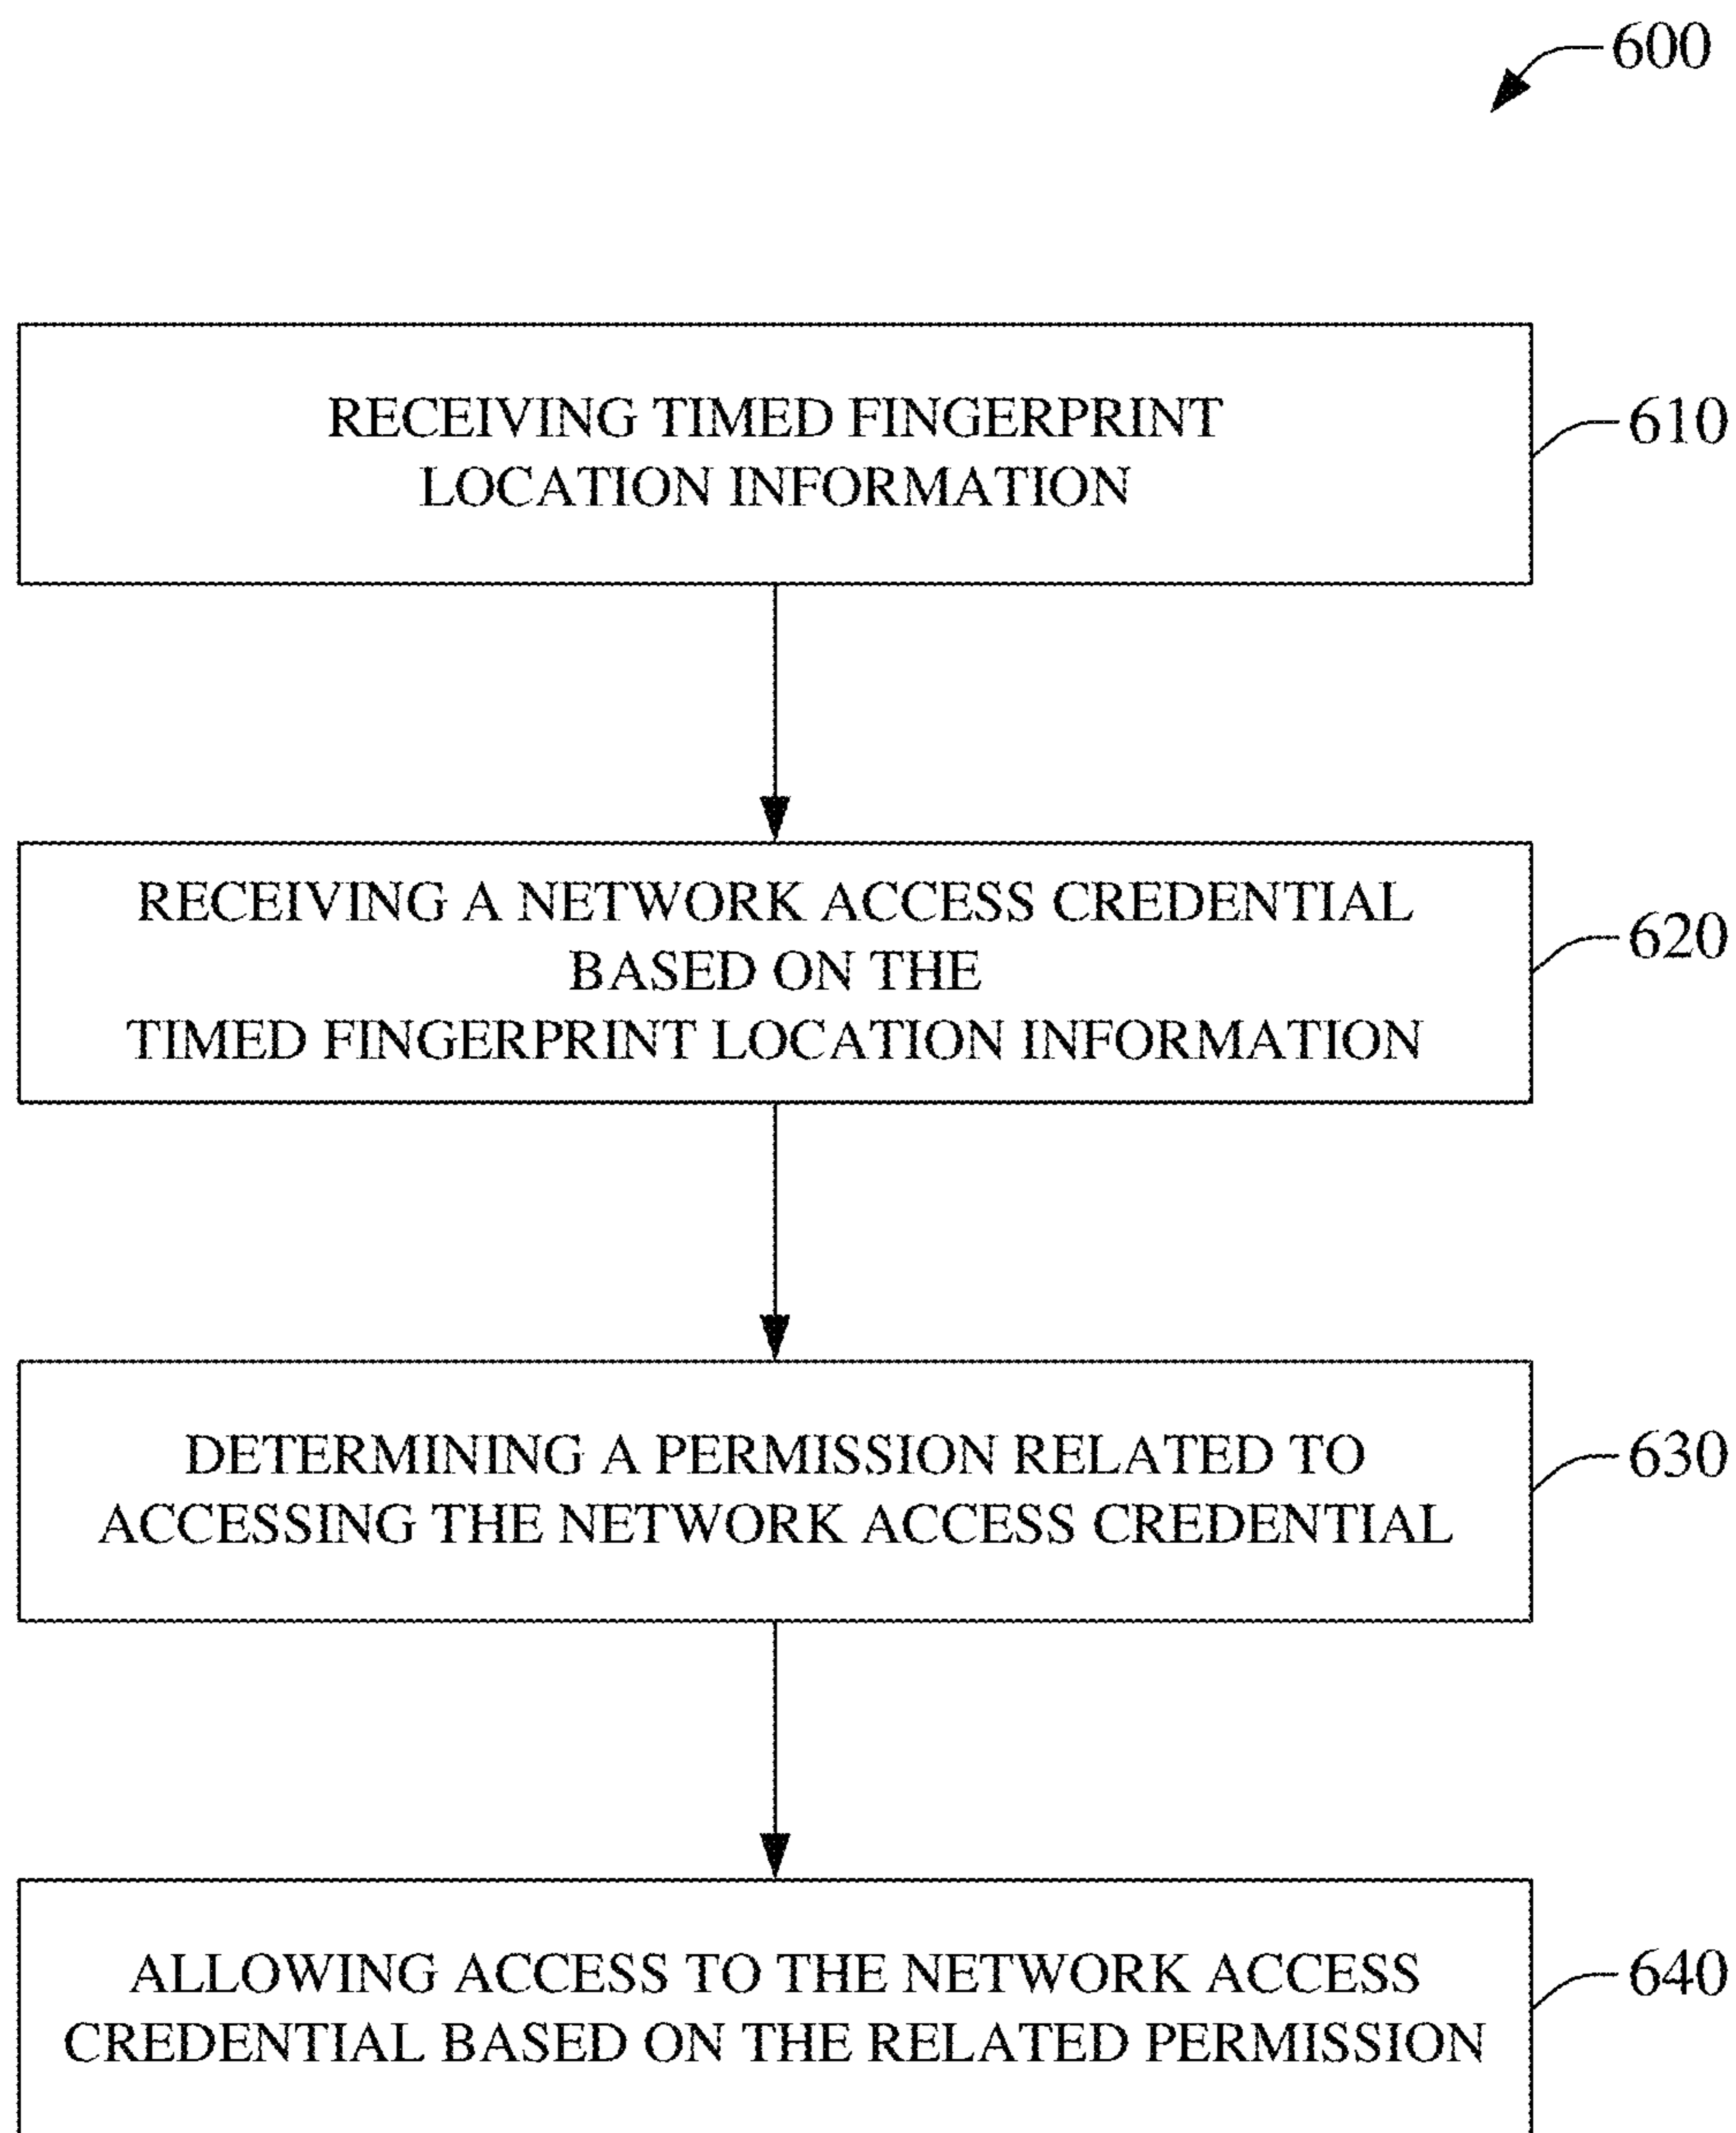 600
RECEIVING TIMED FINGERPRINT
LOCATION INFORMATION
610
RECEIVING A NETWORK ACCESS CREDENTIAL
BASED ON THE
TIMED FINGERPRINT LOCATION INFORMATION
620
DETERMINING A PERMISSION RELATED TO
ACCESSING THE NETWORK ACCESS CREDENTIAL
630
ALLOWING ACCESS TO THE NETWORK ACCESS
CREDENTIAL BASED ON THE RELATED PERMISSION
640